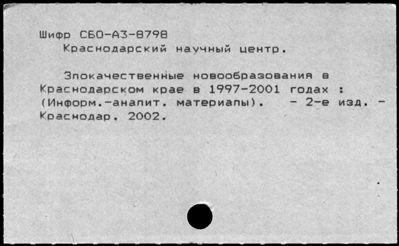 Шифр СБО-А3-8798
Краснодарский научный центр.
Злокачественные новообразования в
Краснодарском крае в 1997-2001 годах :
(Информ.-аналит. материалы). - 2-е изд. -
Краснодар, 2002.